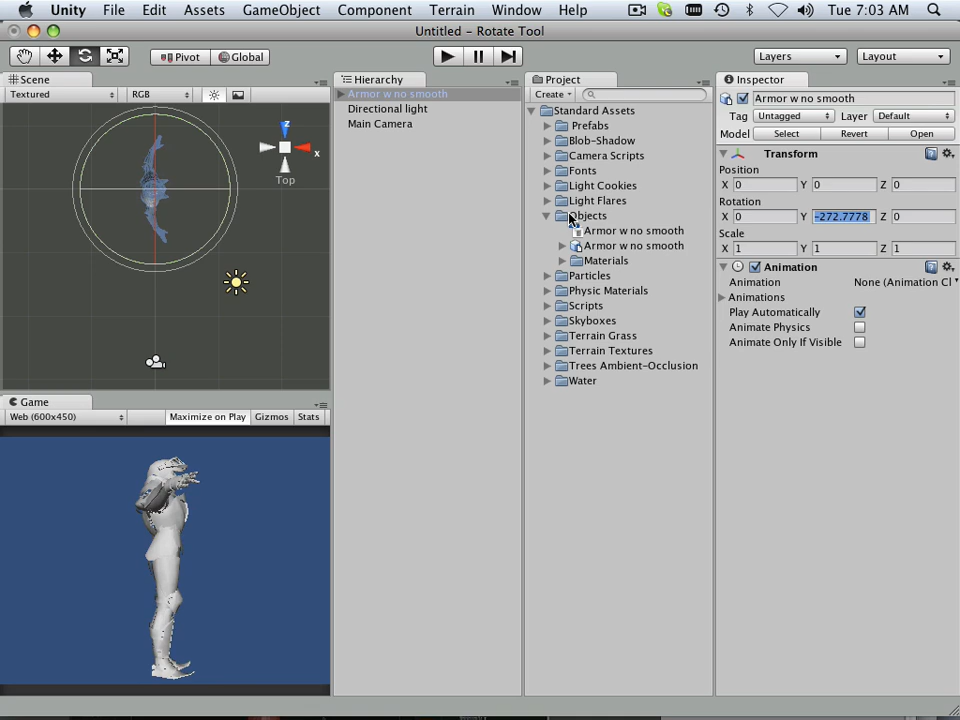 Unity File Edit Assets GameObject Component Terrain Window Help Tue 7:03 AM
Untitled - Rotate Tool
Pivot Global Layers Layout
Scene
Textured RGB
z
x
Top
Game
Web (600x450) Maximize on Play Gizmos Stats
Hierarchy
Armor w no smooth
Directional light
Main Camera
Project
Create
Standard Assets
Prefabs
Blob-Shadow
Camera Scripts
Fonts
Light Cookies
Light Flares
Objects
Armor w no smooth
Armor w no smooth
Materials
Particles
Physic Materials
Scripts
Skyboxes
Terrain Grass
Terrain Textures
Trees Ambient-Occlusion
Water
Inspector
Armor w no smooth
Tag Untagged Layer Default
Model Select Revert Open
Transform
Position
X 0 Y 0 Z 0
Rotation
X 0 Y -272.7778 Z 0
Scale
X 1 Y 1 Z 1
Animation
Animation None (Animation Cl
Animations
Play Automatically
Animate Physics
Animate Only If Visible